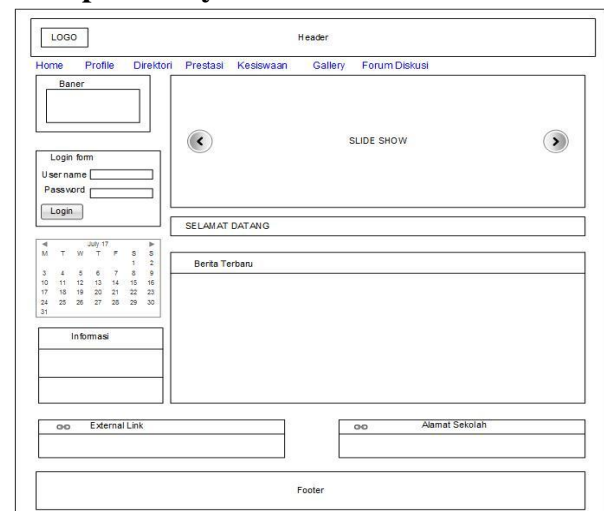 LOGO Header
Home Profile Direktori Prestasi Kesiswaan Gallery Forum Diskusi
Baner
SLIDE SHOW
Login form
User name
Password
Login
SELAMAT DATANG
July 17
M T W T F S S
1 2
3 4 5 6 7 8 9
10 11 12 13 14 15 16
17 18 19 20 21 22 23
24 25 26 27 28 29 30
31
Berita Terbaru
Informasi
External Link
Alamat Sekolah
Footer